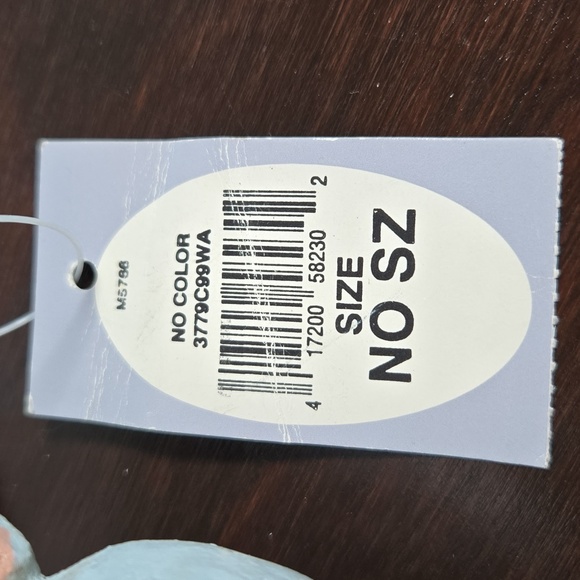 M5786
NO COLOR
3779C99WA
4 17200 58230 2
SIZE
NO SZ